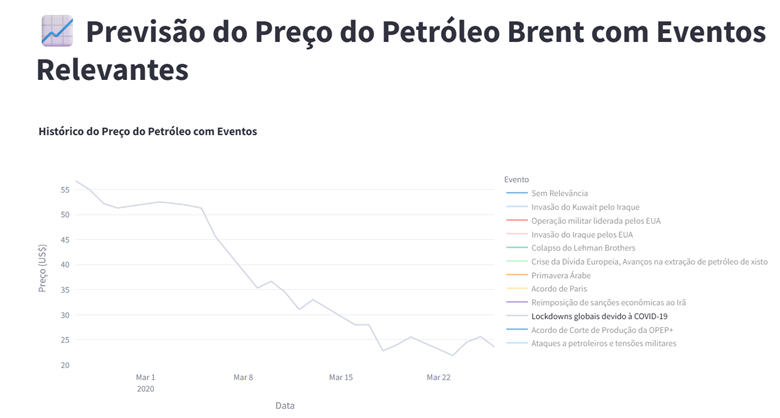 Previsão do Preço do Petróleo Brent com Eventos
Relevantes
Histórico do Preço do Petróleo com Eventos
Evento
Sem Relevância
Invasão do Kuwait pelo Iraque
Operação militar liderada pelos EUA
Invasão do Iraque pelos EUA
Colapso do Lehman Brothers
Crise da Dívida Europeia, Avanços na extração de petróleo de xisto
Primavera Árabe
Acordo de Paris
Reimposição de sanções econômicas ao Irã
Lockdowns globais devido à COVID-19
Acordo de Corte de Produção da OPEP+
Ataques a petroleiros e tensões militares
Preço (US$)
55
50
45
40
35
30
25
20
Mar 1 Mar 8 Mar 15 Mar 22
2020
Data